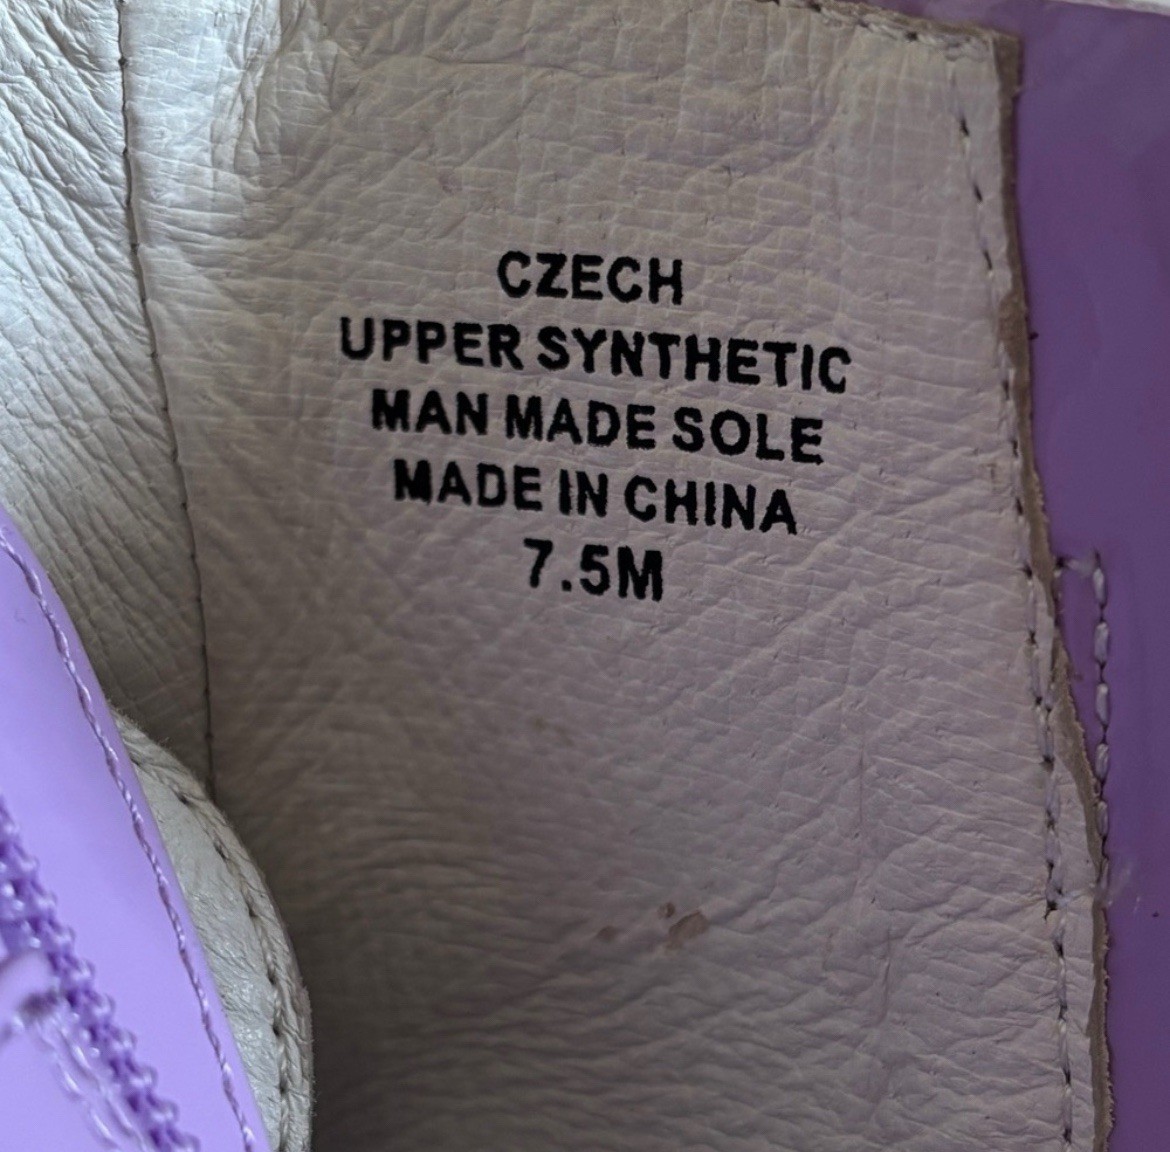 CZECH
UPPER SYNTHETIC
MAN MADE SOLE
MADE IN CHINA
7.5M